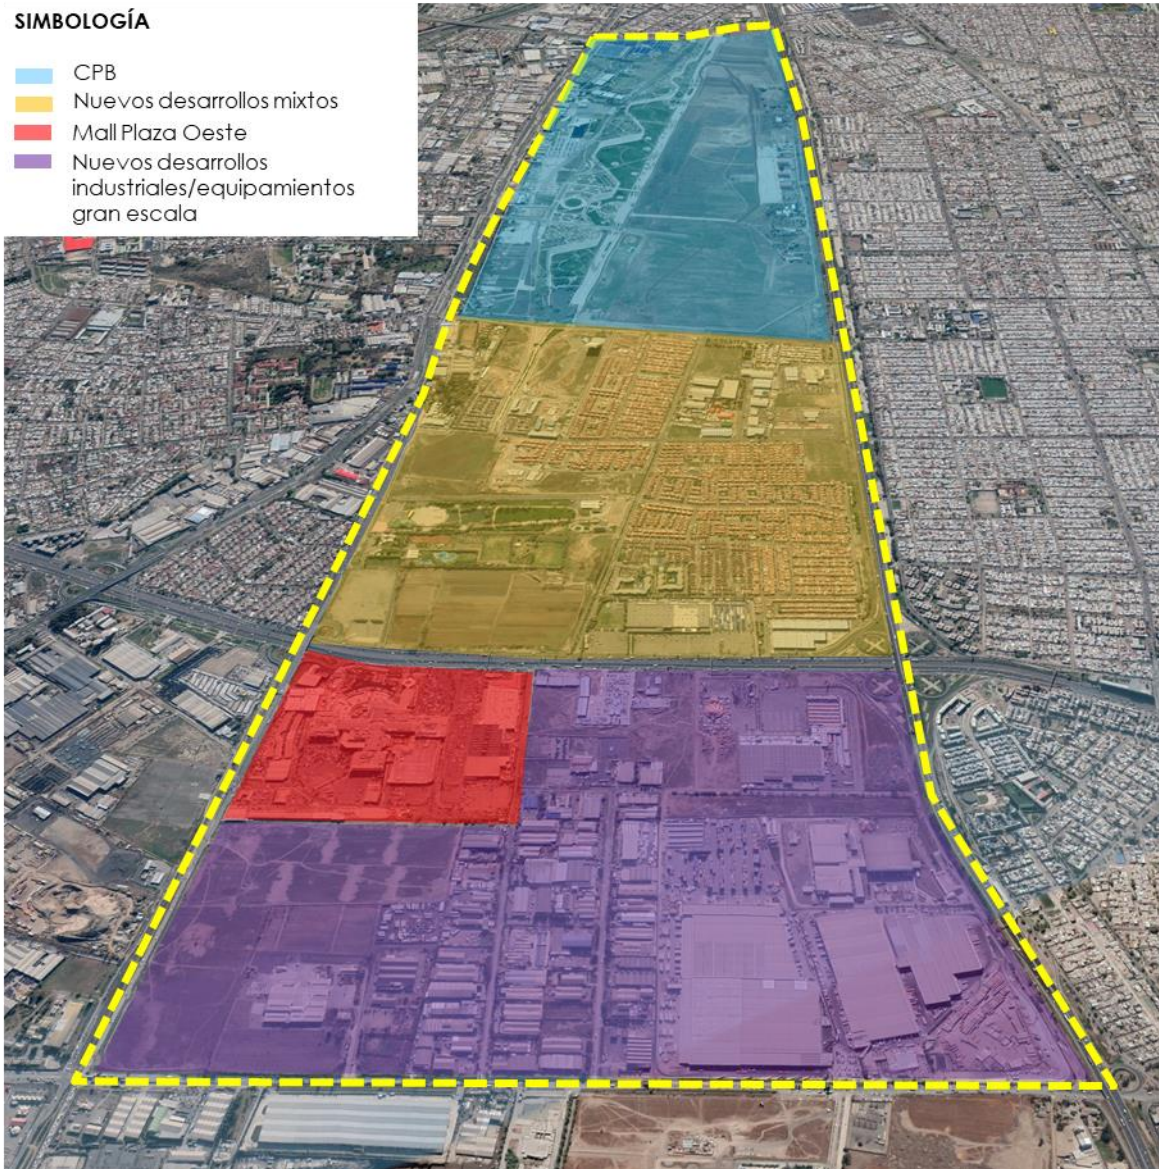 SIMBOLOGÍA
CPB
Nuevos desarrollos mixtos
Mall Plaza Oeste
Nuevos desarrollos
industriales/equipamientos
gran escala